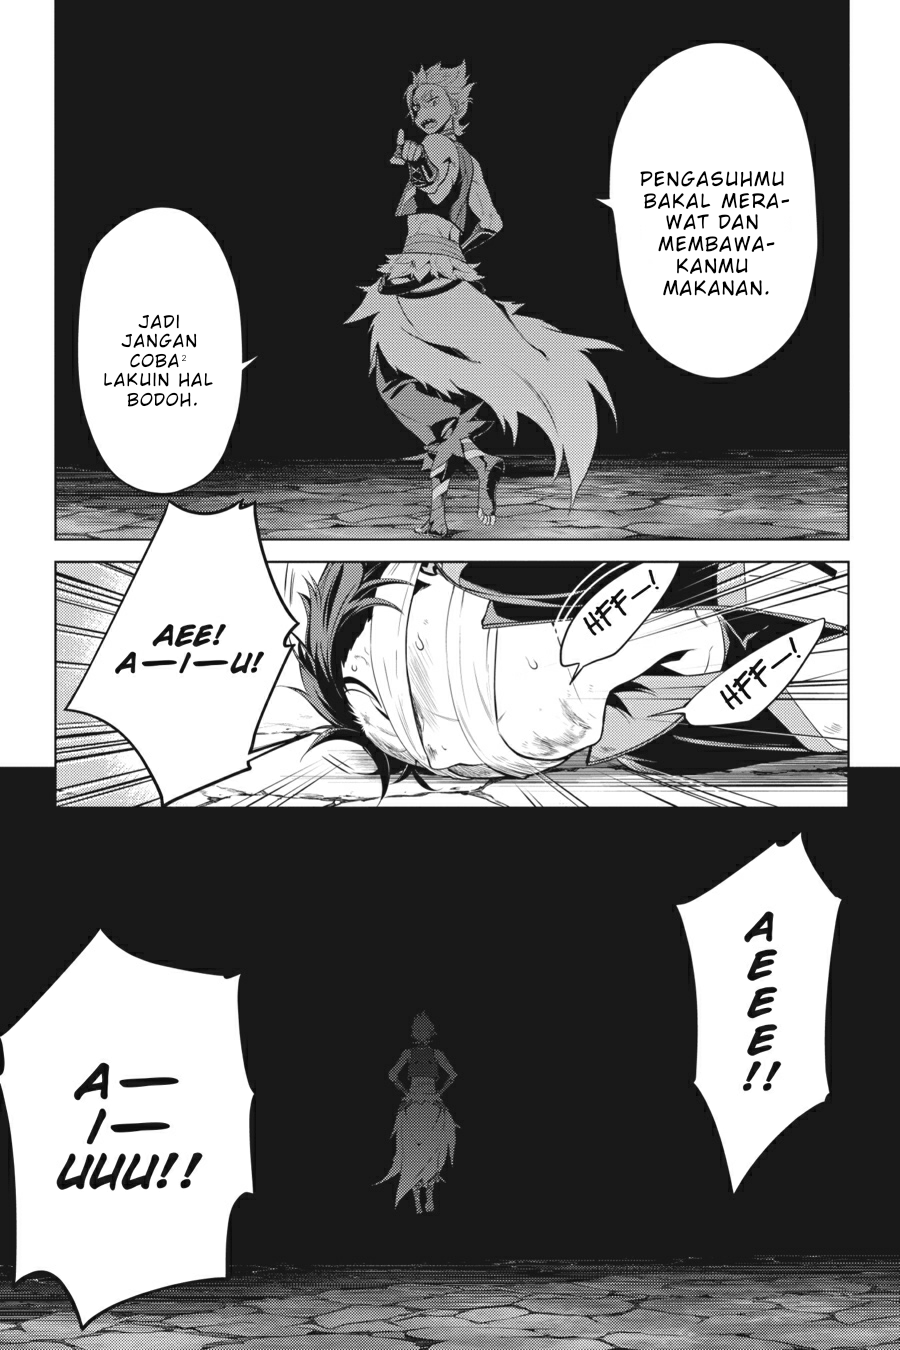 PENGASUHMU
BAKAL MERA-
WAT DAN
MEMBAWA-
KANMU
MAKANAN.
JADI
JANGAN
COBA²
LAKUIN HAL
BODOH.
HFF—!
HFF—!
AEE!
A—I—U!
AEEE!!
A—
I—
UUU!!